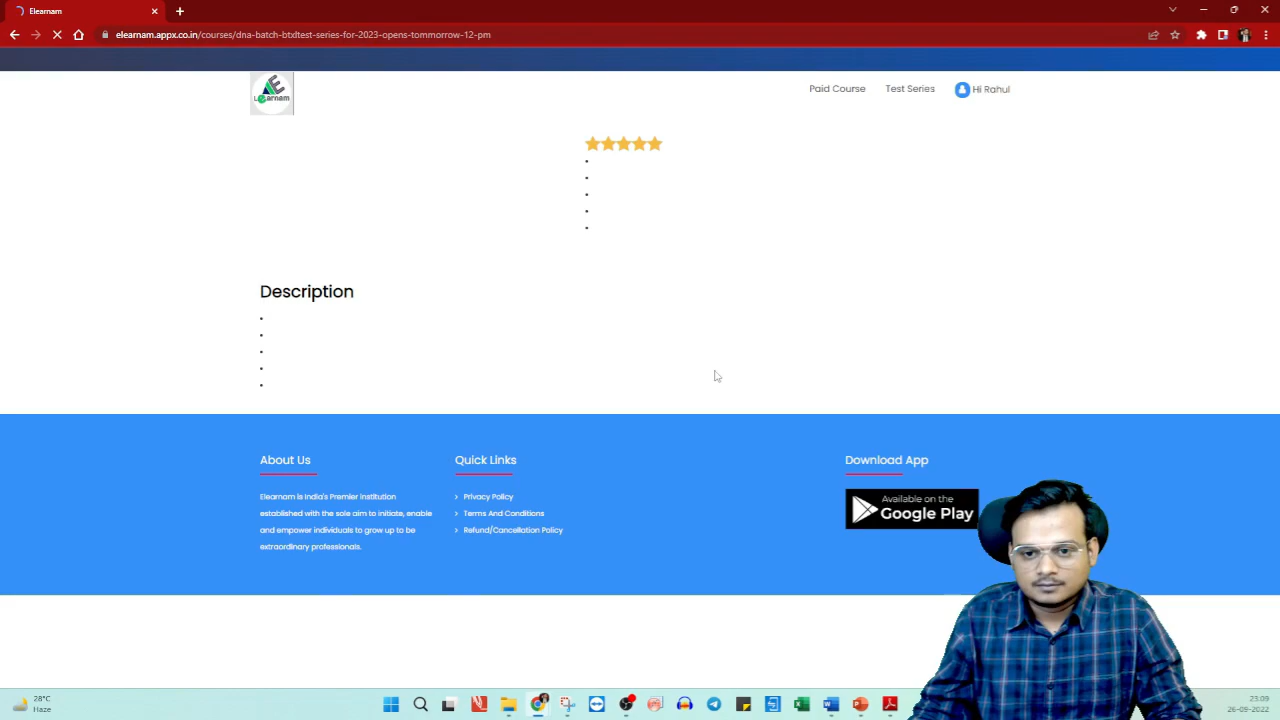 Elearnam
elearnam.appx.co.in/courses/dna-batch-btxltest-series-for-2023-opens-tommorrow-12-pm
Learnam
Paid Course
Test Series
Hi Rahul
Description
About Us
Elearnam is India's Premier institution
established with the sole aim to initiate, enable
and empower individuals to grow up to be
extraordinary professionals.
Quick Links
Privacy Policy
Terms And Conditions
Refund/Cancellation Policy
Download App
Available on the
Google Play
28°C
Haze
23:09
26-09-2022